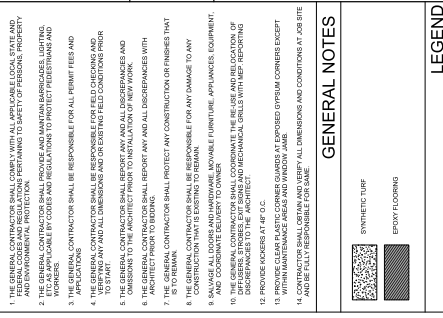 1. THE GENERAL CONTRACTOR SHALL COMPLY WITH ALL APPLICABLE LOCAL STATE AND
FEDERAL CODES AND REGULATIONS PERTAINING TO SAFETY OF PERSONS, PROPERTY
AND ENVIRONMENTAL PROTECTION.
2 THE GENERAL CONTRACTOR SHALL PROVIDE AND MAINTAIN BARRICADES, LIGHTING,
ETC AS APPLICABLE BY CODES AND REGULATIONS TO PROTECT PEDESTRIANS AND
WORKERS.
3. THE GENERAL CONTRACTOR SHALL BE RESPONSIBLE FOR ALL PERMIT FEES AND
APPLICATIONS
4. THE GENERAL CONTRACTOR SHALL BE RESPONSIBLE FOR FIELD CHECKING AND
VERIFYING ANY AND ALL DIMENSIONS AND OR EXISTING FIELD CONDITIONS PRIOR
TO START.
5. THE GENERAL CONTRACTOR SHALL REPORT ANY AND ALL DISCREPANCIES AND
OMISSIONS TO THE ARCHITECT PRIOR TO INSTALLATION OF NEW WORK.
6. THE GENERAL CONTRACTOR SHALL REPORT ANY AND ALL DISCREPANCIES WITH
ARCHITECT PRIOR TO BIDDING.
7. THE GENERAL CONTRACTOR SHALL PROTECT ANY CONSTRUCTION OR FINISHES THAT
IS TO REMAIN.
8. THE GENERAL CONTRACTOR SHALL BE RESPONSIBLE FOR ANY DAMAGE TO ANY
CONSTRUCTION THAT IS EXISTING TO REMAIN.
9. SALVAGE ALL DOORS AND HARDWARE, MOVABLE FURNITURE, APPLIANCES, EQUIPMENT,
AND COORDINATE DELIVERY TO OWNER.
10. THE GENERAL CONTRACTOR SHALL COORDINATE THE RE-USE AND RELOCATION OF
DIFFUSERS, STROBES, EXIT SIGNS AND MECHANICAL GRILLS WITH MEP. REPORTING
DISCREPANCIES TO THE ARCHITECT.
12. PROVIDE KICKERS AT 48" O.C.
13. PROVIDE CLEAR PLASTIC CORNER GUARDS AT EXPOSED GYPSUM CORNERS EXCEPT
WITHIN MAINTENANCE AREAS AND WINDOW JAMB.
14. CONTRACTOR SHALL OBTAIN AND VERIFY ALL DIMENSIONS AND CONDITIONS AT JOB SITE
AND BE FULLY RESPONSIBLE FOR SAME.
GENERAL NOTES
SYNTHETIC TURF
EPOXY FLOORING
LEGEND